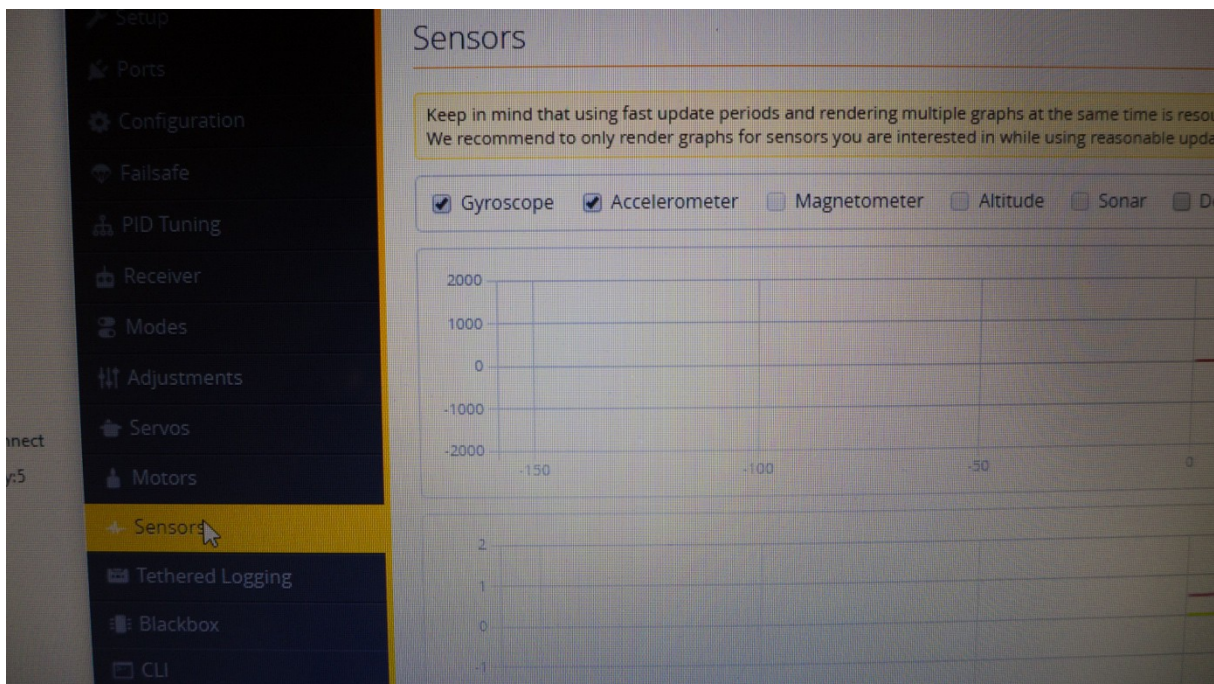 Setup
Ports
Configuration
Failsafe
PID Tuning
Receiver
Modes
Adjustments
Servos
Motors
Sensors
Tethered Logging
Blackbox
CLI
nnect
y:5
Sensors
Keep in mind that using fast update periods and rendering multiple graphs at the same time is resou
We recommend to only render graphs for sensors you are interested in while using reasonable upda
Gyroscope Accelerometer Magnetometer Altitude Sonar D
2000
1000
0
-1000
-2000
-150 -100 -50 0
2
1
0
-1